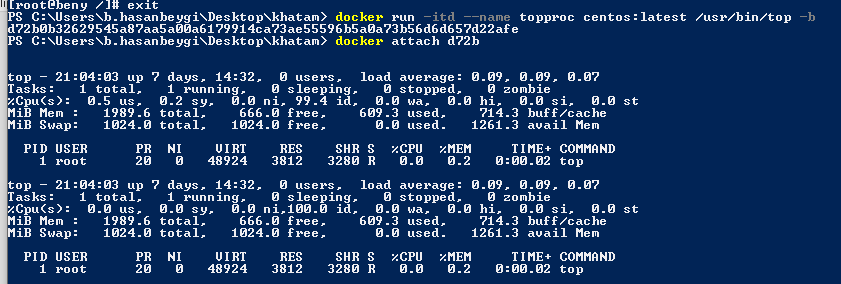 [root@beny /]# exit
PS C:\Users\b.hasanbeygi\Desktop\khatam> docker run -itd --name topproc centos:latest /usr/bin/top -b
d72b0b32629545a87aa5a00a6179914ca73ae55596b5a0a73b56d6d657d22afe
PS C:\Users\b.hasanbeygi\Desktop\khatam> docker attach d72b
top - 21:04:03 up 7 days, 14:32,  0 users,  load average: 0.09, 0.09, 0.07
Tasks:   1 total,   1 running,   0 sleeping,   0 stopped,   0 zombie
%Cpu(s):  0.5 us,  0.2 sy,  0.0 ni, 99.4 id,  0.0 wa,  0.0 hi,  0.0 si,  0.0 st
MiB Mem :   1989.6 total,    666.0 free,    609.3 used,    714.3 buff/cache
MiB Swap:   1024.0 total,   1024.0 free,      0.0 used.   1261.3 avail Mem
PID USER      PR  NI    VIRT    RES    SHR S  %CPU  %MEM     TIME+ COMMAND
1 root      20   0   48924   3812   3280 R   0.0   0.2   0:00.02 top
top - 21:04:03 up 7 days, 14:32,  0 users,  load average: 0.09, 0.09, 0.07
Tasks:   1 total,   1 running,   0 sleeping,   0 stopped,   0 zombie
%Cpu(s):  0.0 us,  0.0 sy,  0.0 ni,100.0 id,  0.0 wa,  0.0 hi,  0.0 si,  0.0 st
MiB Mem :   1989.6 total,    666.0 free,    609.3 used,    714.3 buff/cache
MiB Swap:   1024.0 total,   1024.0 free,      0.0 used.   1261.3 avail Mem
PID USER      PR  NI    VIRT    RES    SHR S  %CPU  %MEM     TIME+ COMMAND
1 root      20   0   48924   3812   3280 R   0.0   0.2   0:00.02 top